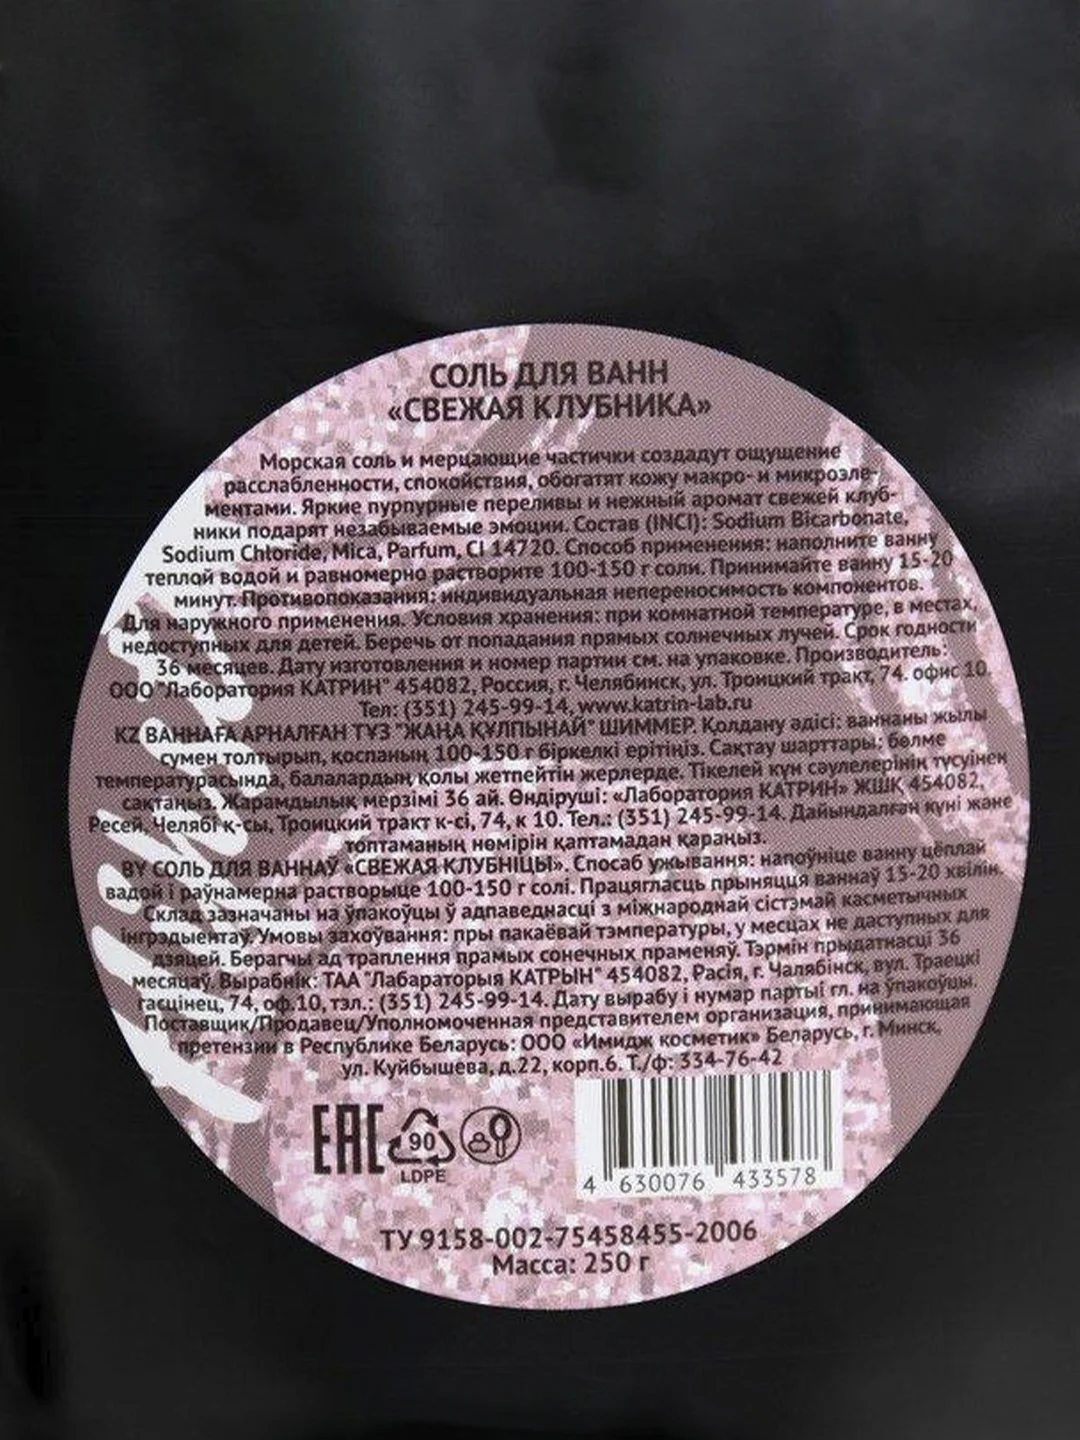 СОЛЬ ДЛЯ ВАНН
«СВЕЖАЯ КЛУБНИКА»
Морская соль и мерцающие частички создадут ощущение
расслабленности, спокойствия, обогатят кожу макро- и микроэле-
ментами. Яркие пурпурные переливы и нежный аромат свежей клуб-
ники подарят незабываемые эмоции. Состав (INCI): Sodium Bicarbonate,
Sodium Chloride, Mica, Parfum, CI 14720. Способ применения: наполните ванну
теплой водой и равномерно растворите 100-150 г соли. Принимайте ванну 15-20
минут. Противопоказания: индивидуальная непереносимость компонентов.
Для наружного применения. Условия хранения: при комнатной температуре, в местах,
недоступных для детей. Беречь от попадания прямых солнечных лучей. Срок годности
36 месяцев. Дату изготовления и номер партии см. на упаковке. Производитель:
ООО "Лаборатория КАТРИН" 454082, Россия, г. Челябинск, ул. Троицкий тракт, 74. офис 10.
Тел: (351) 245-99-14, www.katrin-lab.ru
KZ ВАННАҒА АРНАЛҒАН ТҰЗ "ЖАҢА ҚҰЛПЫНАЙ" ШИММЕР. Қолдану әдісі: ваннаны жылы
сумен толтырып, қоспаның 100-150 г біркелкі ерітіңіз. Сақтау шарттары: бөлме
температурасында, балалардың қолы жетпейтін жерлерде. Тікелей күн сәулелерінің түсуінен
сақтаңыз. Жарамдылық мерзімі 36 ай. Өндіруші: «Лаборатория КАТРИН» ЖШҚ 454082,
Ресей, Челябі қ-сы, Троицкий тракт к-сі, 74, к 10. Тел.: (351) 245-99-14. Дайындалған күні және
топтаманың нөмірін қаптамадан қараңыз.
BY СОЛЬ ДЛЯ ВАННАЎ «СВЕЖАЯ КЛУБНІЦЫ». Спосаб ужывання: напоўніце ванну цёплай
вадой і раўнамерна растворыце 100-150 г солі. Працягласць прыняцця ваннаў 15-20 квілін.
Склад зазначаны на ўпакоўцы ў адпаведнасці з міжнароднай сістэмай касметычных
інгрэдыентаў. Умовы захоўвання: пры пакаёвай тэмпературы, у месцах не даступных для
дзяцей. Берагчы ад траплення прамых сонечных праменяў. Тэрмін прыдатнасці 36
месяцаў. Вырабнік: ТАА "Лабараторыя КАТРЫН" 454082, Расія, г. Чалябінск, вул. Траецкі
гасцінец, 74, оф.10, тэл.: (351) 245-99-14. Дату вырабу і нумар партыі гл. на ўпакоўцы.
Поставщик/Продавец/Уполномоченная представителем организация, принимающая
претензии в Республике Беларусь: ООО «Имидж косметик» Беларусь, г. Минск,
ул. Куйбышева, д.22, корп.6. Т./ф: 334-76-42
EAC
90
LDPE
4 630076 433578
ТУ 9158-002-75458455-2006
Масса: 250 г